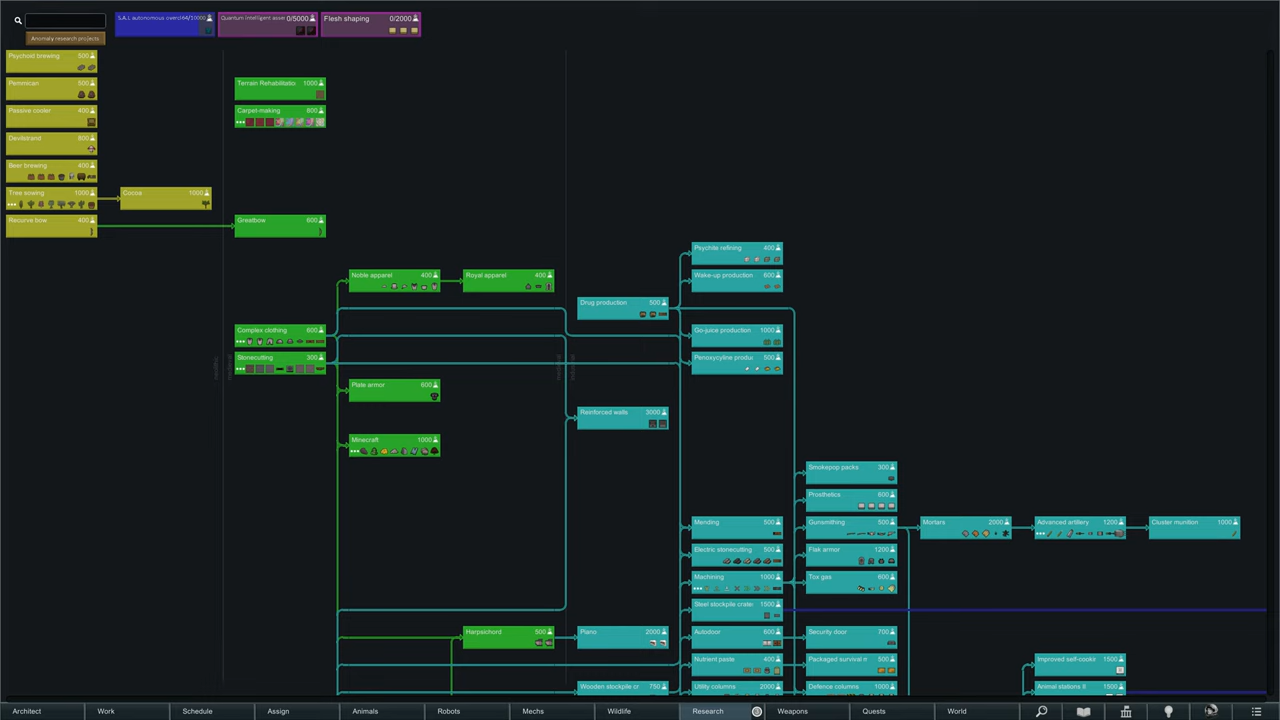 S.A.L autonomous overcl 64/10000
Quantum intelligent asser 0/5000
Flesh shaping 0/2000
Anomaly research projects
Psychoid brewing 500
Pemmican 500
Terrain Rehabilitatio 1000
Passive cooler 400
Carpet-making 800
Devilstrand 800
Beer brewing 400
Tree sowing 1000
Cocoa 1000
Recurve bow 400
Greatbow 600
Psychite refining 400
Noble apparel 400
Royal apparel 400
Wake-up production 600
Drug production 500
Complex clothing 600
Go-juice production 1000
Stonecutting 300
Penoxycyline produc 500
Plate armor 600
Reinforced walls 3000
Minecraft 1000
Smokepop packs 300
Prosthetics 600
Mending 500
Gunsmithing 500
Mortars 2000
Advanced artillery 1200
Cluster munition 1000
Electric stonecutting 500
Flak armor 1200
Machining 1000
Tox gas 600
Steel stockpile crate 1500
Harpsichord 500
Piano 2000
Autodoor 600
Security door 700
Nutrient paste 400
Packaged survival m 500
Improved self-cookin 1500
Wooden stockpile cr 750
Utility columns 2000
Defence columns 1000
Animal stations II 1500
Architect
Work
Schedule
Assign
Animals
Robots
Mechs
Wildlife
Research
Weapons
Quests
World